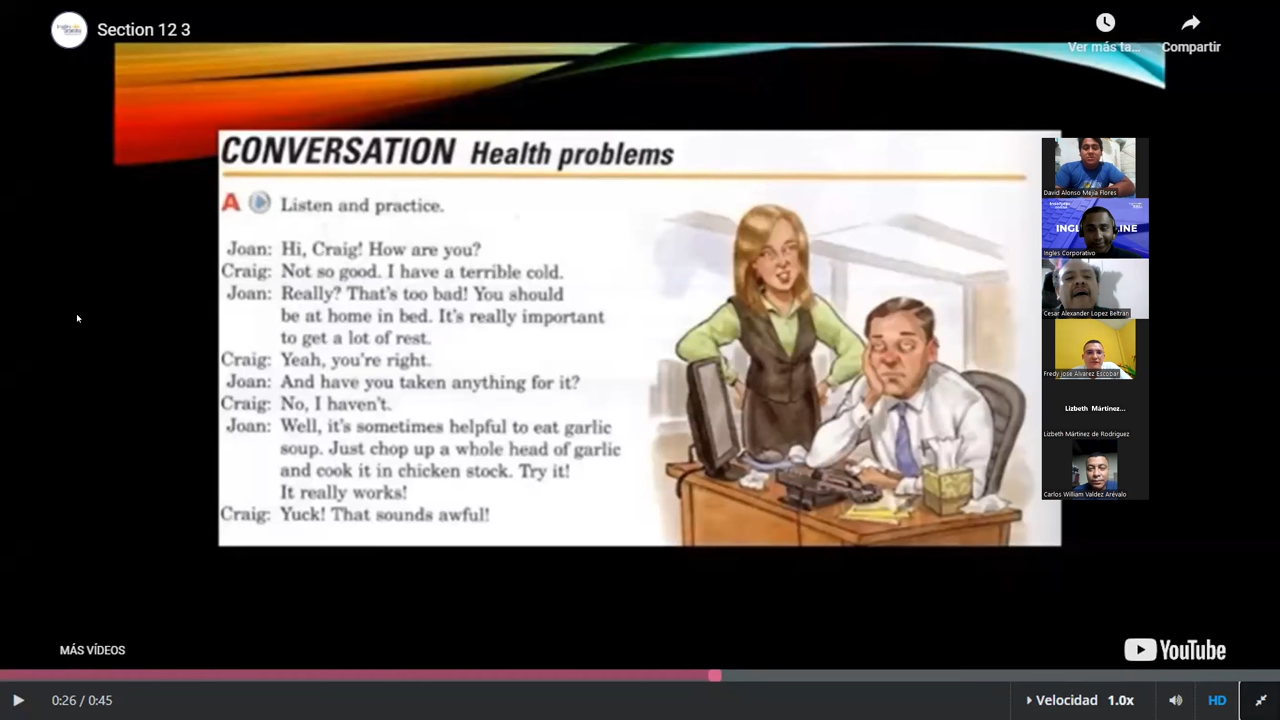 Section 12 3
Ver más ta...
Compartir
CONVERSATION Health problems
A Listen and practice.
Joan: Hi, Craig! How are you?
Craig: Not so good. I have a terrible cold.
Joan: Really? That's too bad! You should
be at home in bed. It's really important
to get a lot of rest.
Craig: Yeah, you're right.
Joan: And have you taken anything for it?
Craig: No, I haven't.
Joan: Well, it's sometimes helpful to eat garlic
soup. Just chop up a whole head of garlic
and cook it in chicken stock. Try it!
It really works!
Craig: Yuck! That sounds awful!
David Alonso Mejía Flores
INGL
INE
Ingles Corporativo
Cesar Alexander Lopez Beltran
Fredy jose Alvarez Escobar
Lizbeth Mártinez...
Lizbeth Mártinez de Rodriguez
Carlos William Valdez Arévalo
MÁS VÍDEOS
YouTube
0:26 / 0:45
Velocidad 1.0x
HD